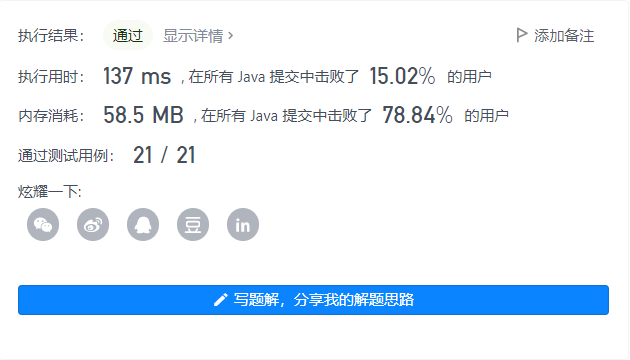 执行结果： 通过 显示详情 > 添加备注
执行用时： 137 ms , 在所有 Java 提交中击败了 15.02% 的用户
内存消耗： 58.5 MB , 在所有 Java 提交中击败了 78.84% 的用户
通过测试用例： 21 / 21
炫耀一下:
豆 in
写题解，分享我的解题思路